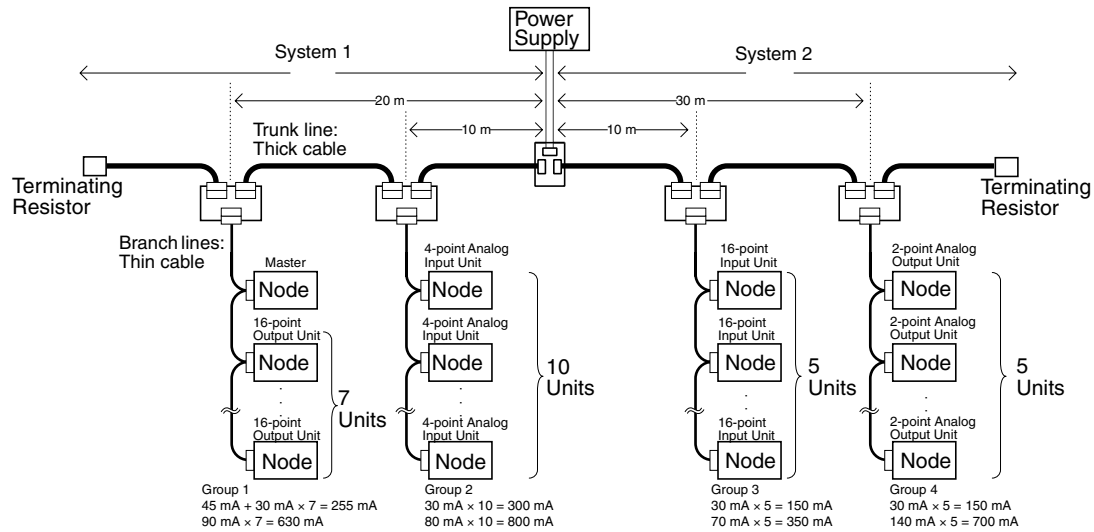 Power
Supply
System 1
System 2
20 m
30 m
10 m
10 m
Trunk line:
Thick cable
Terminating
Resistor
Terminating
Resistor
Branch lines:
Thin cable
Master
Node
16-point
Output Unit
Node
16-point
Output Unit
Node
7
Units
Group 1
45 mA + 30 mA × 7 = 255 mA
90 mA × 7 = 630 mA
4-point Analog
Input Unit
Node
4-point Analog
Input Unit
Node
4-point Analog
Input Unit
Node
10
Units
Group 2
30 mA × 10 = 300 mA
80 mA × 10 = 800 mA
16-point
Input Unit
Node
16-point
Input Unit
Node
16-point
Input Unit
Node
5
Units
Group 3
30 mA × 5 = 150 mA
70 mA × 5 = 350 mA
2-point Analog
Output Unit
Node
2-point Analog
Output Unit
Node
2-point Analog
Output Unit
Node
5
Units
Group 4
30 mA × 5 = 150 mA
140 mA × 5 = 700 mA